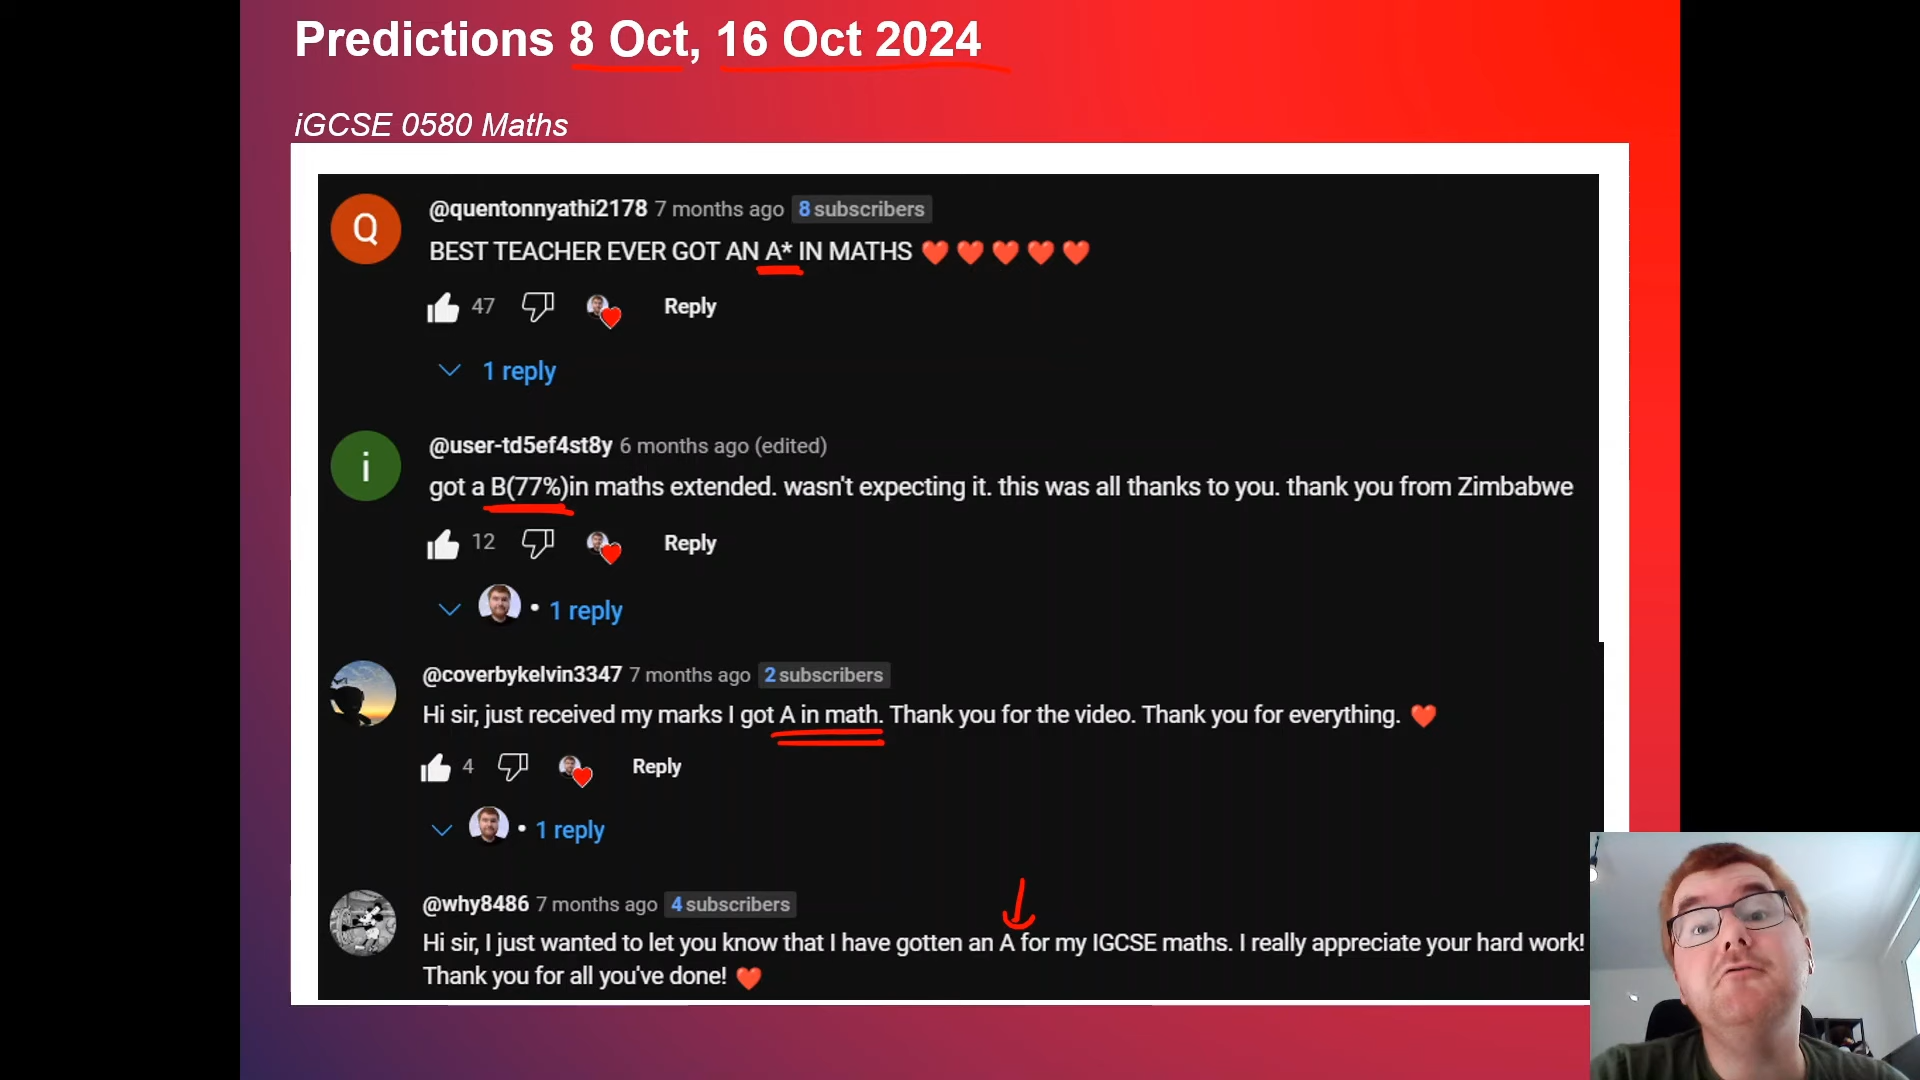 Predictions 8 Oct, 16 Oct 2024
iGCSE 0580 Maths
Q
@quentonnyathi2178 7 months ago 8 subscribers
BEST TEACHER EVER GOT AN A* IN MATHS ❤️ ❤️ ❤️ ❤️ ❤️
47 Reply
1 reply
i
@user-td5ef4st8y 6 months ago (edited)
got a B(77%)in maths extended. wasn't expecting it. this was all thanks to you. thank you from Zimbabwe
12 Reply
• 1 reply
@coverbykelvin3347 7 months ago 2 subscribers
Hi sir, just received my marks I got A in math. Thank you for the video. Thank you for everything. ❤️
4 Reply
• 1 reply
@why8486 7 months ago 4 subscribers
Hi sir, I just wanted to let you know that I have gotten an A for my IGCSE maths. I really appreciate your hard work!
Thank you for all you've done! ❤️